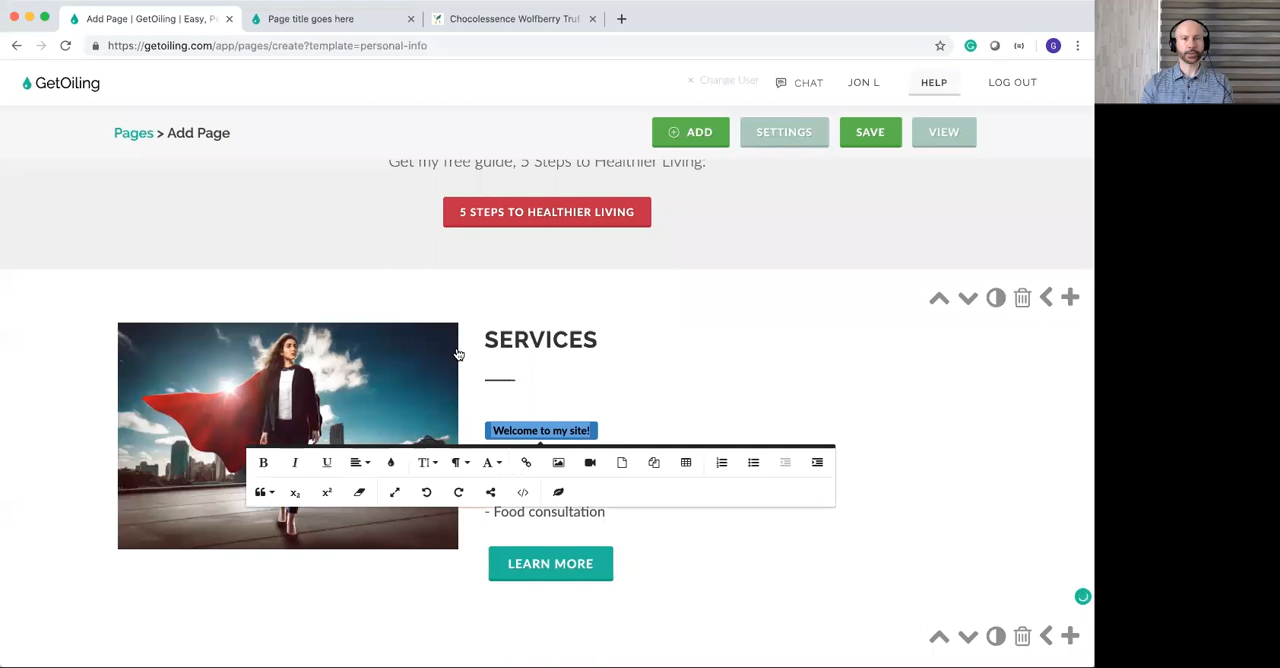 Add Page | GetOiling | Easy, P
Page title goes here
Chocolessence Wolfberry Truf
https://getoiling.com/app/pages/create?template=personal-info
G
GetOiling
× Change User
CHAT
JON L
HELP
LOG OUT
Pages > Add Page
ADD
SETTINGS
SAVE
VIEW
Get my free guide, 5 Steps to Healthier Living.
5 STEPS TO HEALTHIER LIVING
SERVICES
Welcome to my site!
- Food consultation
LEARN MORE